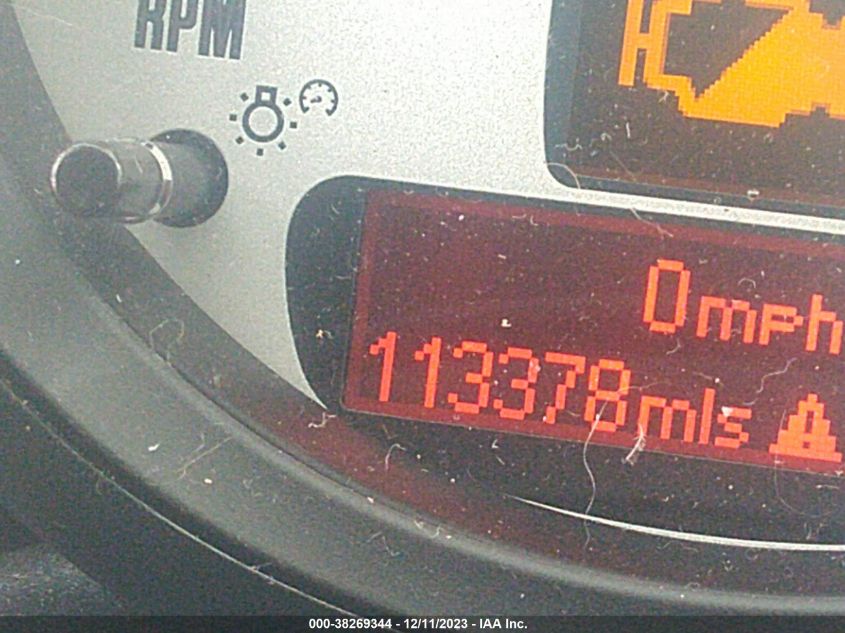 RPM
0mph
113378mls
000-38269344 - 12/11/2023 - IAA Inc.